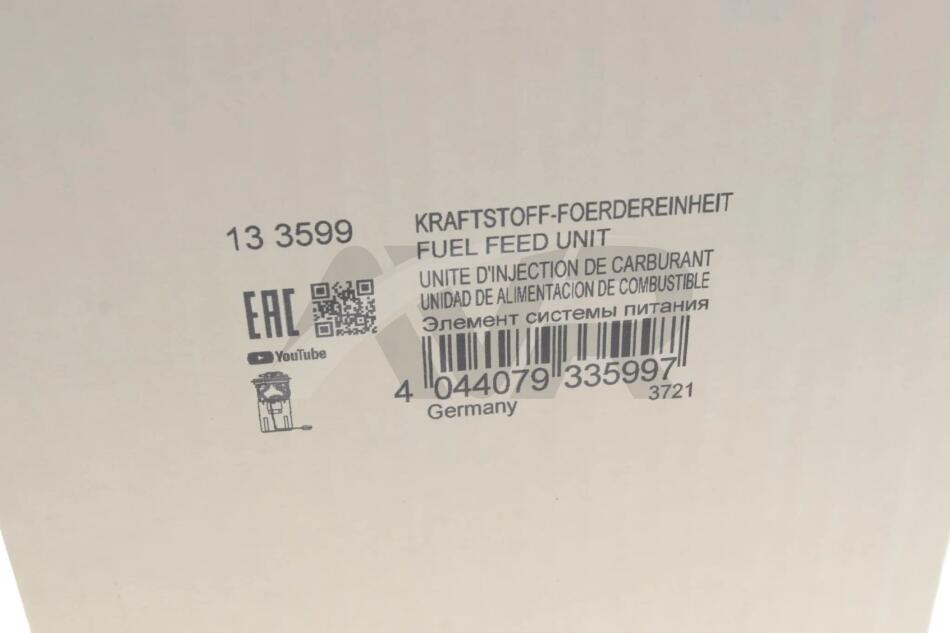 13 3599
KRAFTSTOFF-FOERDEREINHEIT
FUEL FEED UNIT
UNITE D'INJECTION DE CARBURANT
UNIDAD DE ALIMENTACION DE COMBUSTIBLE
Элемент системы питания
EAC
YouTube
4 044079 335997
Germany
3721